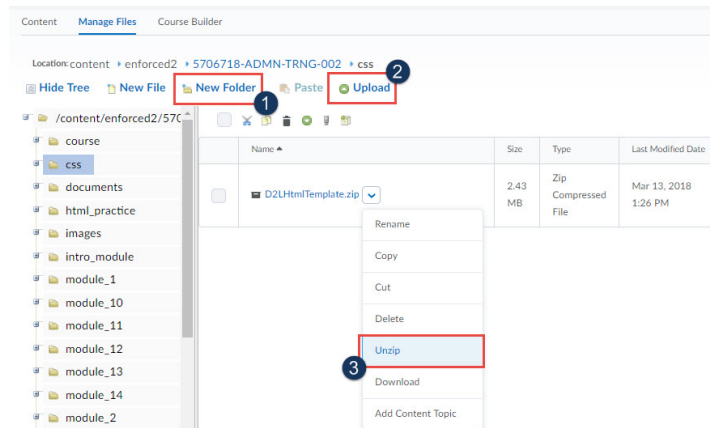 Content Manage Files Course Builder
Location: content enforced2 5706718-ADMN-TRNG-002 css
2
Hide Tree New File New Folder Paste Upload
1
/content/enforced2/570
course
css
documents
html_practice
images
intro_module
module_1
module_10
module_11
module_12
module_13
module_14
module_2
Name Size Type Last Modified Date
D2LHtmlTemplate.zip 2.43 MB Zip Compressed File Mar 13, 2018 1:26 PM
Rename
Copy
Cut
Delete
Unzip
3
Download
Add Content Topic